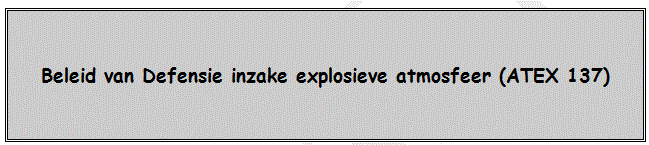 Beleid van Defensie inzake explosieve atmosfeer (ATEX 137)